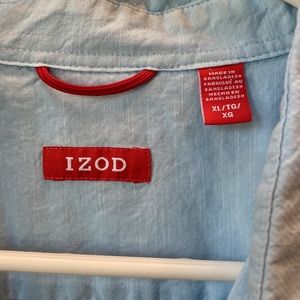 MADE IN
BANGLADESH
FABRIQUÉ AU
BANGLADESH
HECHO EN
BANGLADESH
XL/TG/
XG
IZOD